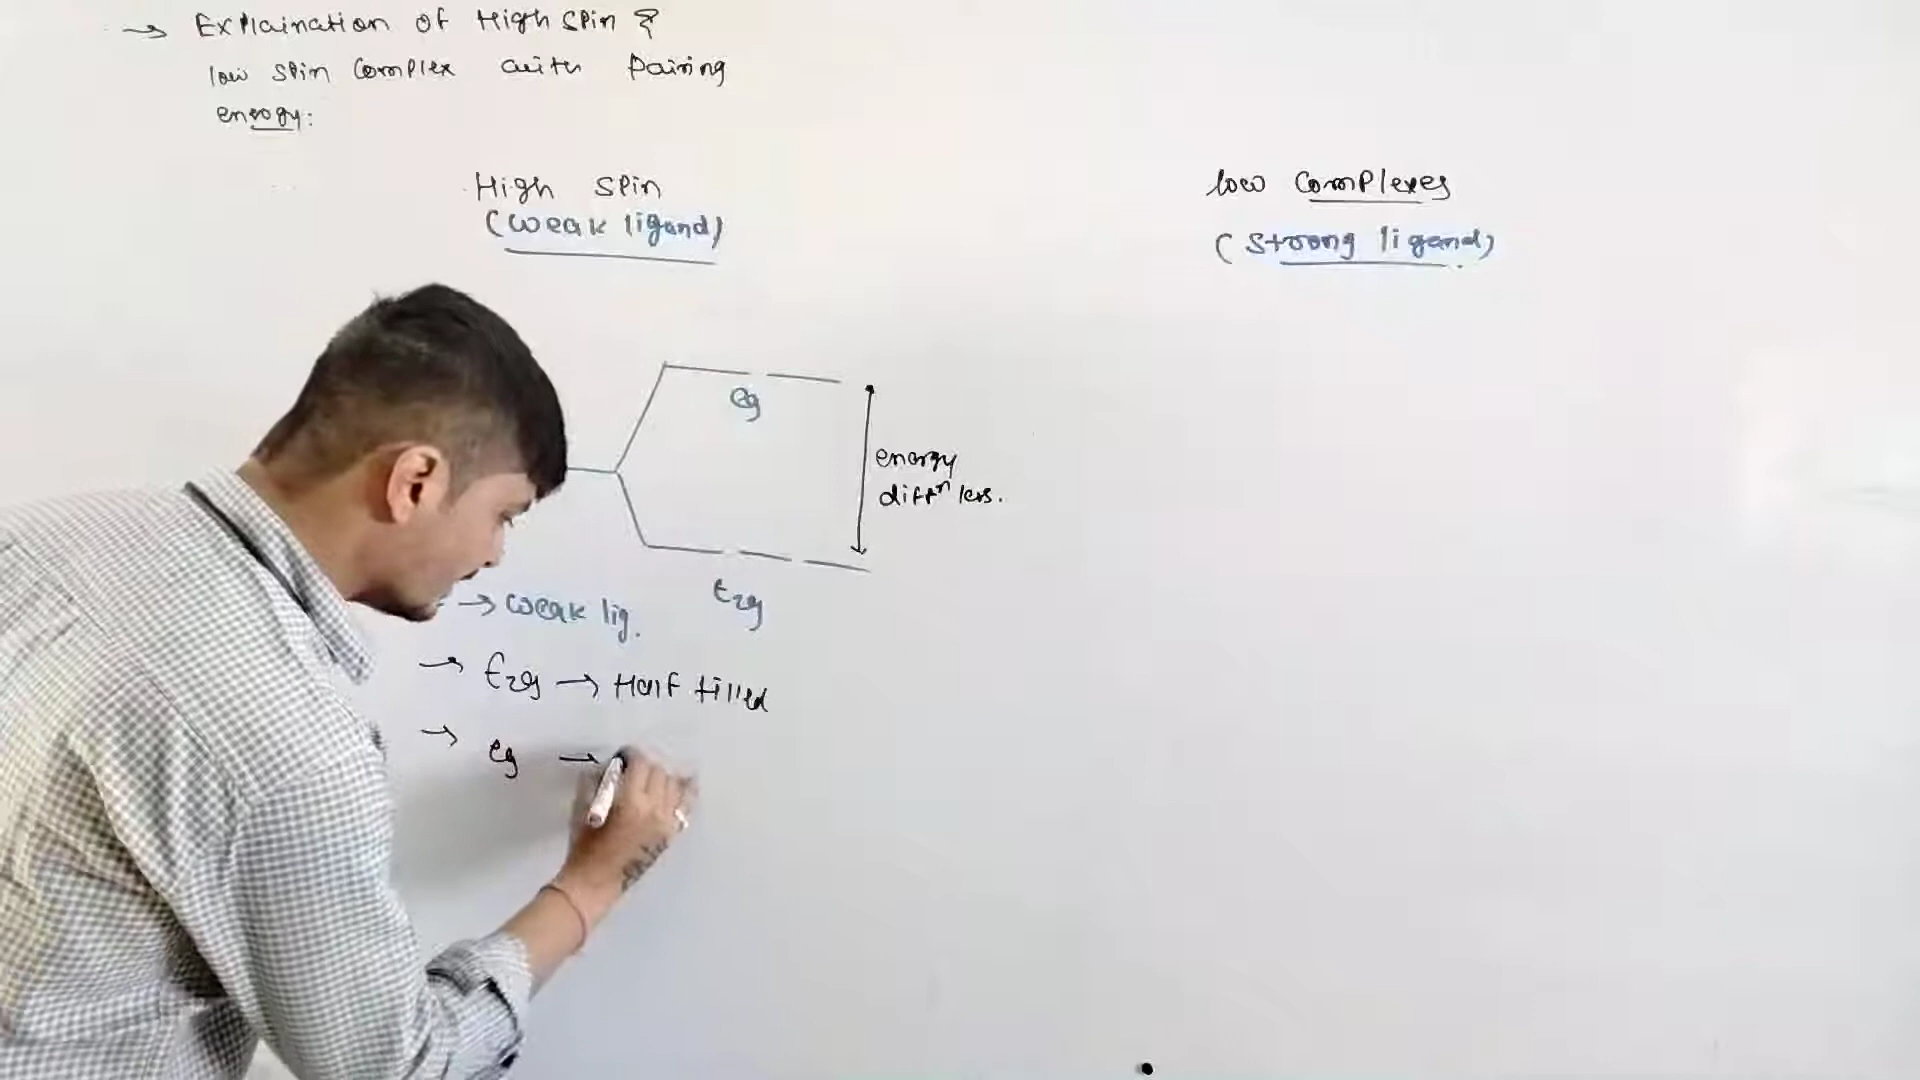 → Explaination of High spin &
low spin complex with pairing
energy:
High spin
(weak ligand)
low complexes
(strong ligand)
eg
energy
diffn less.
t2g
→ weak lig.
→ t2g → Half filled
→ eg →